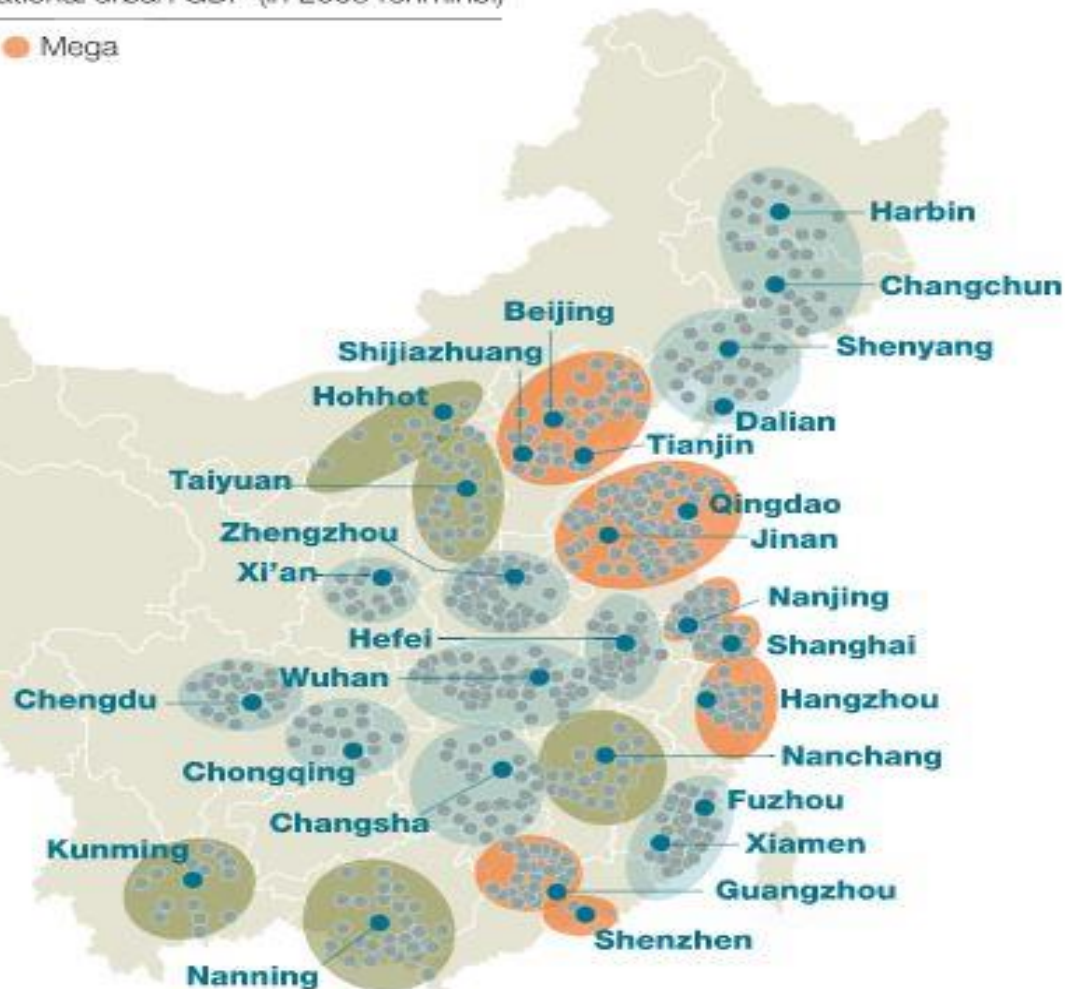 Mega
Harbin
Changchun
Beijing
Shijiazhuang
Shenyang
Hohhot
Dalian
Tianjin
Taiyuan
Qingdao
Zhengzhou
Jinan
Xi'an
Nanjing
Hefei
Shanghai
Wuhan
Chengdu
Hangzhou
Nanchang
Chongqing
Fuzhou
Changsha
Xiamen
Kunming
Guangzhou
Shenzhen
Nanning